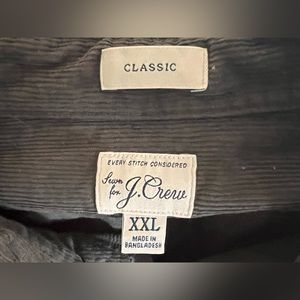 CLASSIC
EVERY STITCH CONSIDERED
Sewn
for J.Crew
XXL
MADE IN
BANGLADESH